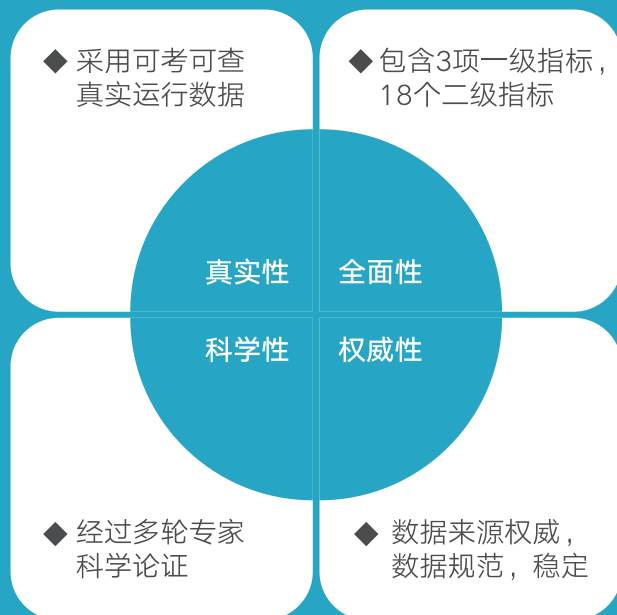 ◆ 采用可考可查
真实运行数据
◆ 包含3项一级指标，
18个二级指标
真实性
全面性
科学性
权威性
◆ 经过多轮专家
科学论证
◆ 数据来源权威，
数据规范，稳定